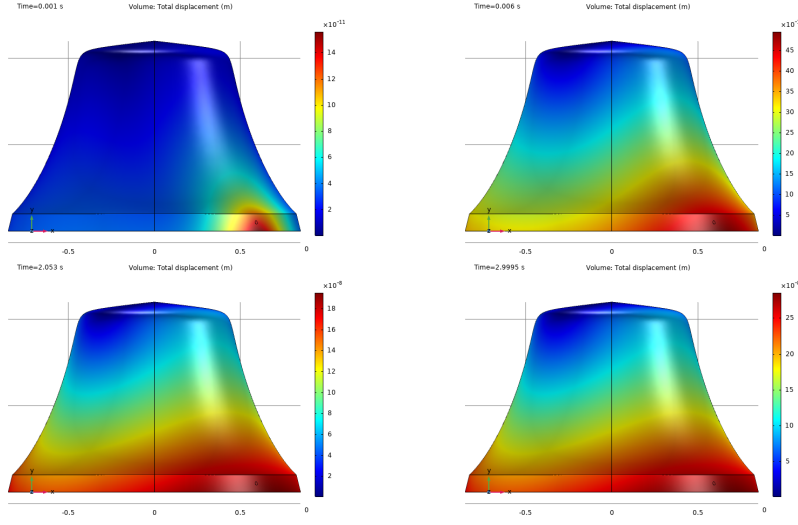 Time=0.001 s
Volume: Total displacement (m)
×10⁻¹¹
14
12
10
8
6
4
2
y
z
x
-0.5
0
0.5
0
Time=0.006 s
Volume: Total displacement (m)
45
40
35
30
25
20
15
10
5
y
z
x
-0.5
0
0.5
0
Time=2.053 s
Volume: Total displacement (m)
×10⁻⁸
18
16
14
12
10
8
6
4
2
y
z
x
-0.5
0
0.5
0
Time=2.9995 s
Volume: Total displacement (m)
25
20
15
10
5
y
z
x
-0.5
0
0.5
0